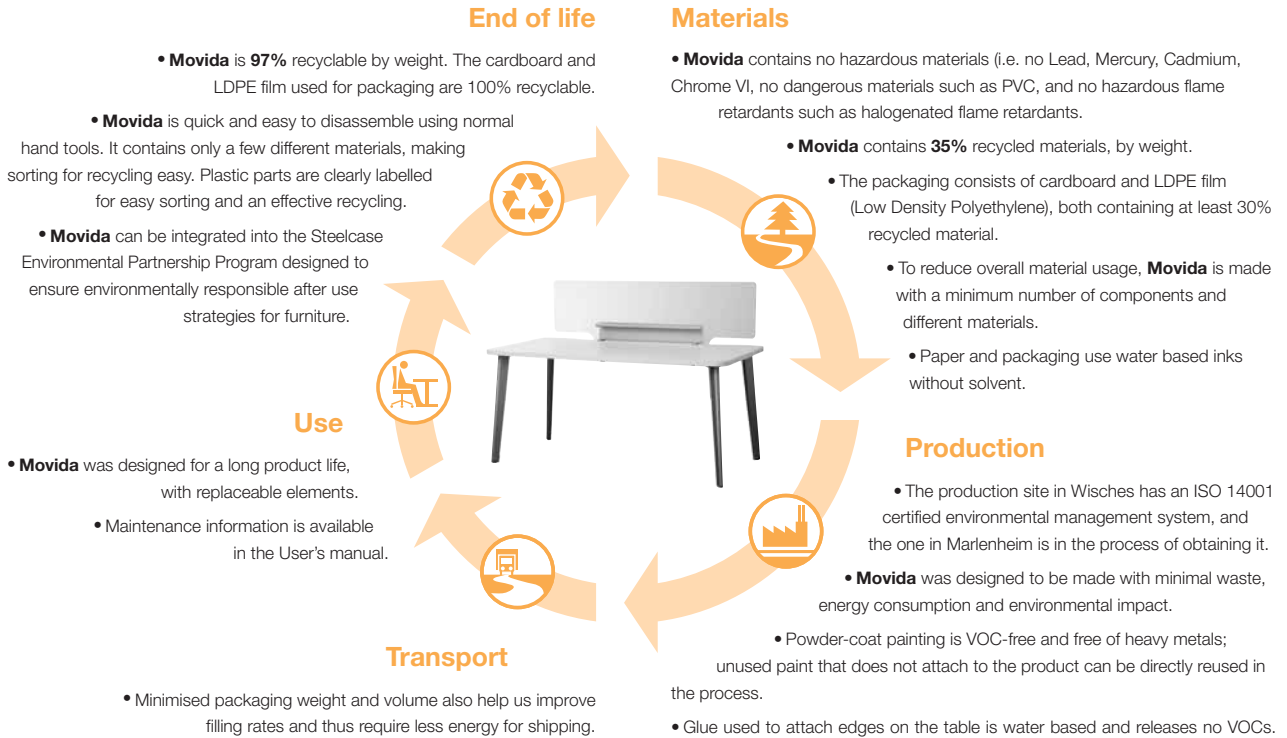 End of life
• Movida is 97% recyclable by weight. The cardboard and
LDPE film used for packaging are 100% recyclable.
• Movida is quick and easy to disassemble using normal
hand tools. It contains only a few different materials, making
sorting for recycling easy. Plastic parts are clearly labelled
for easy sorting and an effective recycling.
• Movida can be integrated into the Steelcase
Environmental Partnership Program designed to
ensure environmentally responsible after use
strategies for furniture.
Materials
• Movida contains no hazardous materials (i.e. no Lead, Mercury, Cadmium,
Chrome VI, no dangerous materials such as PVC, and no hazardous flame
retardants such as halogenated flame retardants.
• Movida contains 35% recycled materials, by weight.
• The packaging consists of cardboard and LDPE film
(Low Density Polyethylene), both containing at least 30%
recycled material.
• To reduce overall material usage, Movida is made
with a minimum number of components and
different materials.
• Paper and packaging use water based inks
without solvent.
Production
• The production site in Wisches has an ISO 14001
certified environmental management system, and
the one in Marlenheim is in the process of obtaining it.
• Movida was designed to be made with minimal waste,
energy consumption and environmental impact.
• Powder-coat painting is VOC-free and free of heavy metals;
unused paint that does not attach to the product can be directly reused in
the process.
• Glue used to attach edges on the table is water based and releases no VOCs.
Transport
• Minimised packaging weight and volume also help us improve
filling rates and thus require less energy for shipping.
Use
• Movida was designed for a long product life,
with replaceable elements.
• Maintenance information is available
in the User's manual.